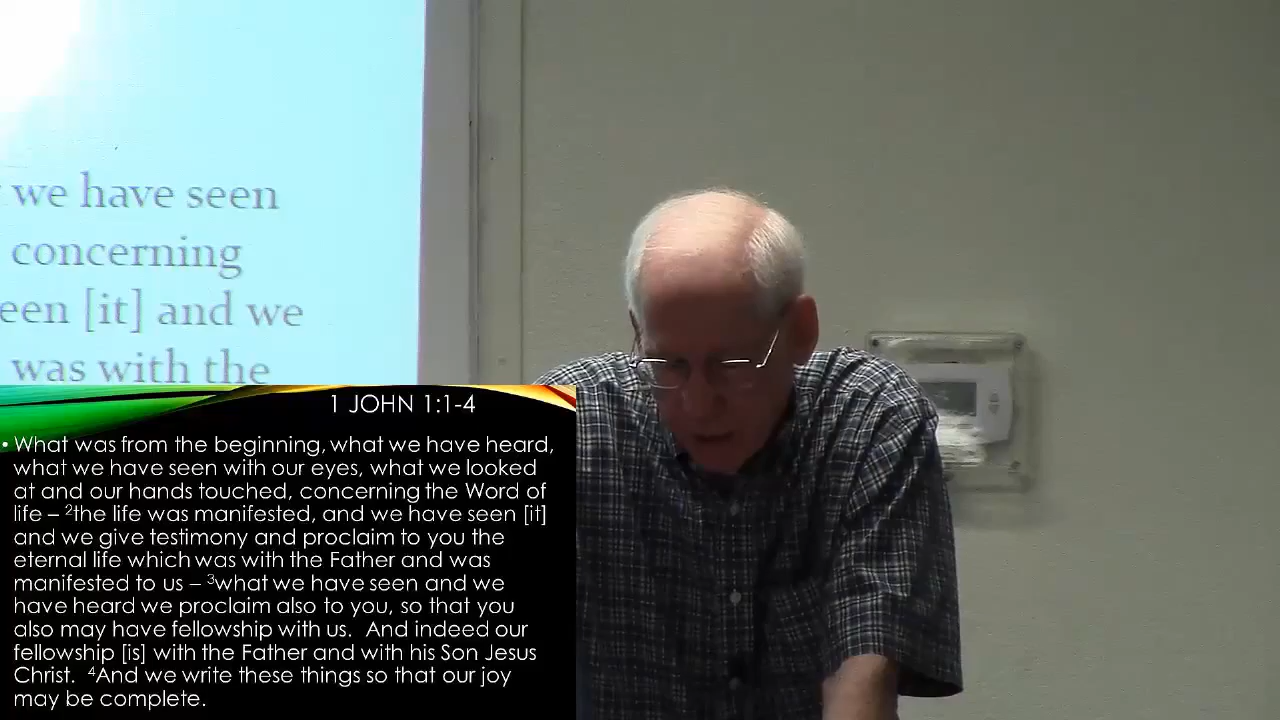 we have seen
concerning
een [it] and we
was with the
1 JOHN 1:1-4
• What was from the beginning, what we have heard,
what we have seen with our eyes, what we looked
at and our hands touched, concerning the Word of
life – ²the life was manifested, and we have seen [it]
and we give testimony and proclaim to you the
eternal life which was with the Father and was
manifested to us – ³what we have seen and we
have heard we proclaim also to you, so that you
also may have fellowship with us. And indeed our
fellowship [is] with the Father and with his Son Jesus
Christ. ⁴And we write these things so that our joy
may be complete.